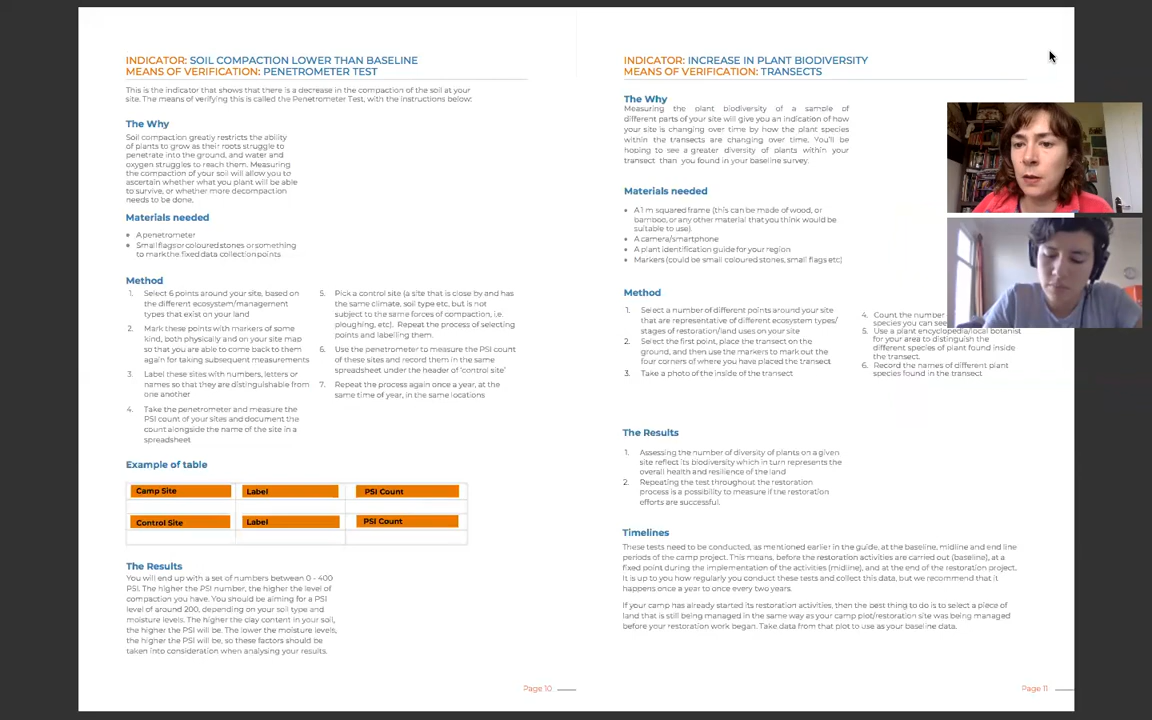 INDICATOR: SOIL COMPACTION LOWER THAN BASELINE
MEANS OF VERIFICATION: PENETROMETER TEST
This is the indicator that shows that there is a decrease in the compaction of the soil at your
site. The means of verifying this is called the Penetrometer Test, with the instructions below:
The Why
Soil compaction greatly restricts the ability
of plants to grow as their roots struggle to
penetrate into the ground, and water and
oxygen struggles to reach them. Measuring
the compaction of your soil will allow you to
ascertain whether what you plant will be able
to survive, or whether more decompaction
needs to be done.
Materials needed
• A penetrometer
• Small flags or coloured stones or something
to mark the fixed data collection points
Method
1. Select 6 points around your site, based on
the different ecosystem/management
types that exist on your land
2. Mark these points with markers of some
kind, both physically and on your site map
so that you are able to come back to them
again for taking subsequent measurements
3. Label these sites with numbers, letters or
names so that they are distinguishable from
one another
4. Take the penetrometer and measure the
PSI count of your sites and document the
count alongside the name of the site in a
spreadsheet
5. Pick a control site (a site that is close by and has
the same climate, soil type etc, but is not
subject to the same forces of compaction, i.e.
ploughing, etc). Repeat the process of selecting
points and labelling them.
6. Use the penetrometer to measure the PSI count
of these sites and record them in the same
spreadsheet under the header of 'control site'
7. Repeat the process again once a year, at the
same time of year, in the same locations
Example of table
Camp Site Label PSI Count
Control Site Label PSI Count
The Results
You will end up with a set of numbers between 0 - 400
PSI. The higher the PSI number, the higher the level of
compaction you have. You should be aiming for a PSI
level of around 200, depending on your soil type and
moisture levels. The higher the clay content in your soil,
the higher the PSI will be. The lower the moisture levels,
the higher the PSI will be, so these factors should be
taken into consideration when analysing your results.
Page 10
INDICATOR: INCREASE IN PLANT BIODIVERSITY
MEANS OF VERIFICATION: TRANSECTS
The Why
Measuring the plant biodiversity of a sample of
different parts of your site will give you an indication of how
your site is changing over time by how the plant species
within the transects are changing over time. You'll be
hoping to see a greater diversity of plants within your
transect than you found in your baseline survey.
Materials needed
• A 1 m squared frame (this can be made of wood, or
bamboo, or any other material that you think would be
suitable to use)
• A camera/smartphone
• A plant identification guide for your region
• Markers (could be small coloured stones, small flags etc)
Method
1. Select a number of different points around your site
that are representative of different ecosystem types/
stages of restoration/land uses on your site
2. Select the first point, place the transect on the
ground, and then use the markers to mark out the
four corners of where you have placed the transect
3. Take a photo of the inside of the transect
4. Count the number
species you can see
5. Use a plant encyclopedia/local botanist
for your area to distinguish the
different species of plant found inside
the transect.
6. Record the names of different plant
species found in the transect
The Results
1. Assessing the number of diversity of plants on a given
site reflect its biodiversity which in turn represents the
overall health and resilience of the land
2. Repeating the test throughout the restoration
process is a possibility to measure if the restoration
efforts are successful.
Timelines
These tests need to be conducted, as mentioned earlier in the guide, at the baseline, midline and end line
periods of the camp project. This means, before the restoration activities are carried out (baseline), at a
fixed point during the implementation of the activities (midline), and at the end of the restoration project.
It is up to you how regularly you conduct these tests and collect this data, but we recommend that it
happens once a year to once every two years.
If your camp has already started its restoration activities, then the best thing to do is to select a piece of
land that is still being managed in the same way as your camp plot/restoration site was being managed
before your restoration work began. Take data from that plot to use as your baseline data.
Page 11